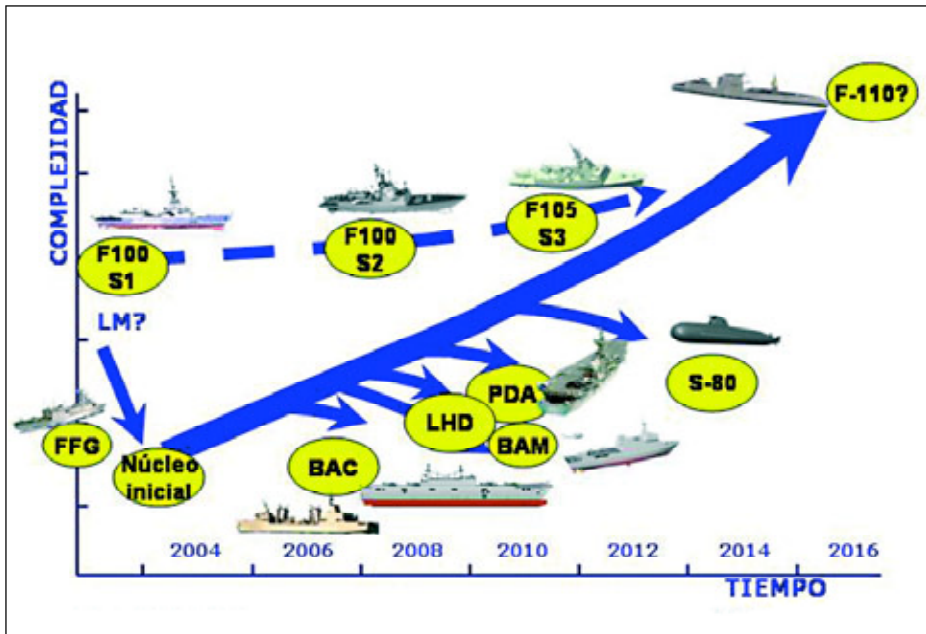 COMPLEJIDAD
F-110?
F100
S1
F100
S2
F105
S3
LM?
FFG
Núcleo
inicial
BAC
LHD
PDA
BAM
S-80
2004 2006 2008 2010 2012 2014 2016
TIEMPO